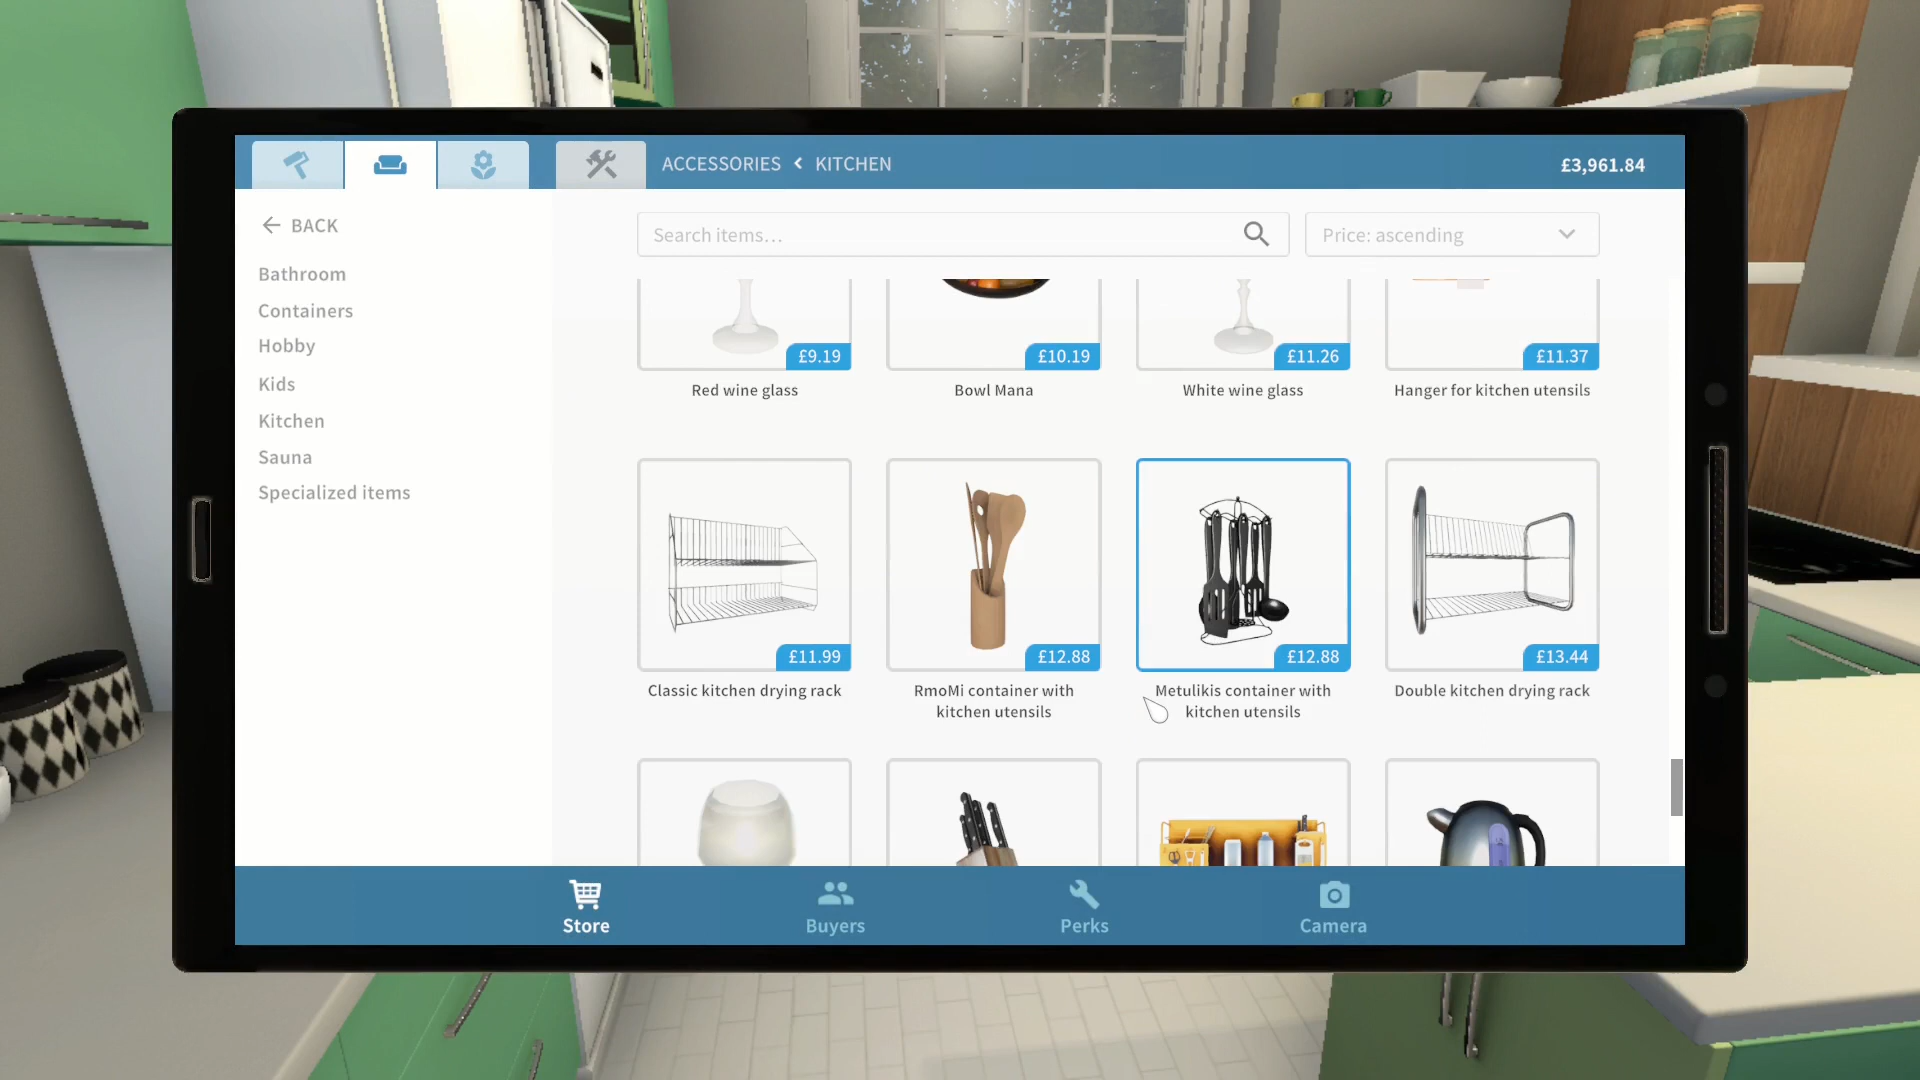 ACCESSORIES < KITCHEN
£3,961.84
BACK
Search items...
Price: ascending
Bathroom
Containers
Hobby
Kids
Kitchen
Sauna
Specialized items
£9.19
£10.19
£11.26
£11.37
Red wine glass
Bowl Mana
White wine glass
Hanger for kitchen utensils
£11.99
£12.88
£12.88
£13.44
Classic kitchen drying rack
RmoMi container with
kitchen utensils
Metulikis container with
kitchen utensils
Double kitchen drying rack
Store
Buyers
Perks
Camera